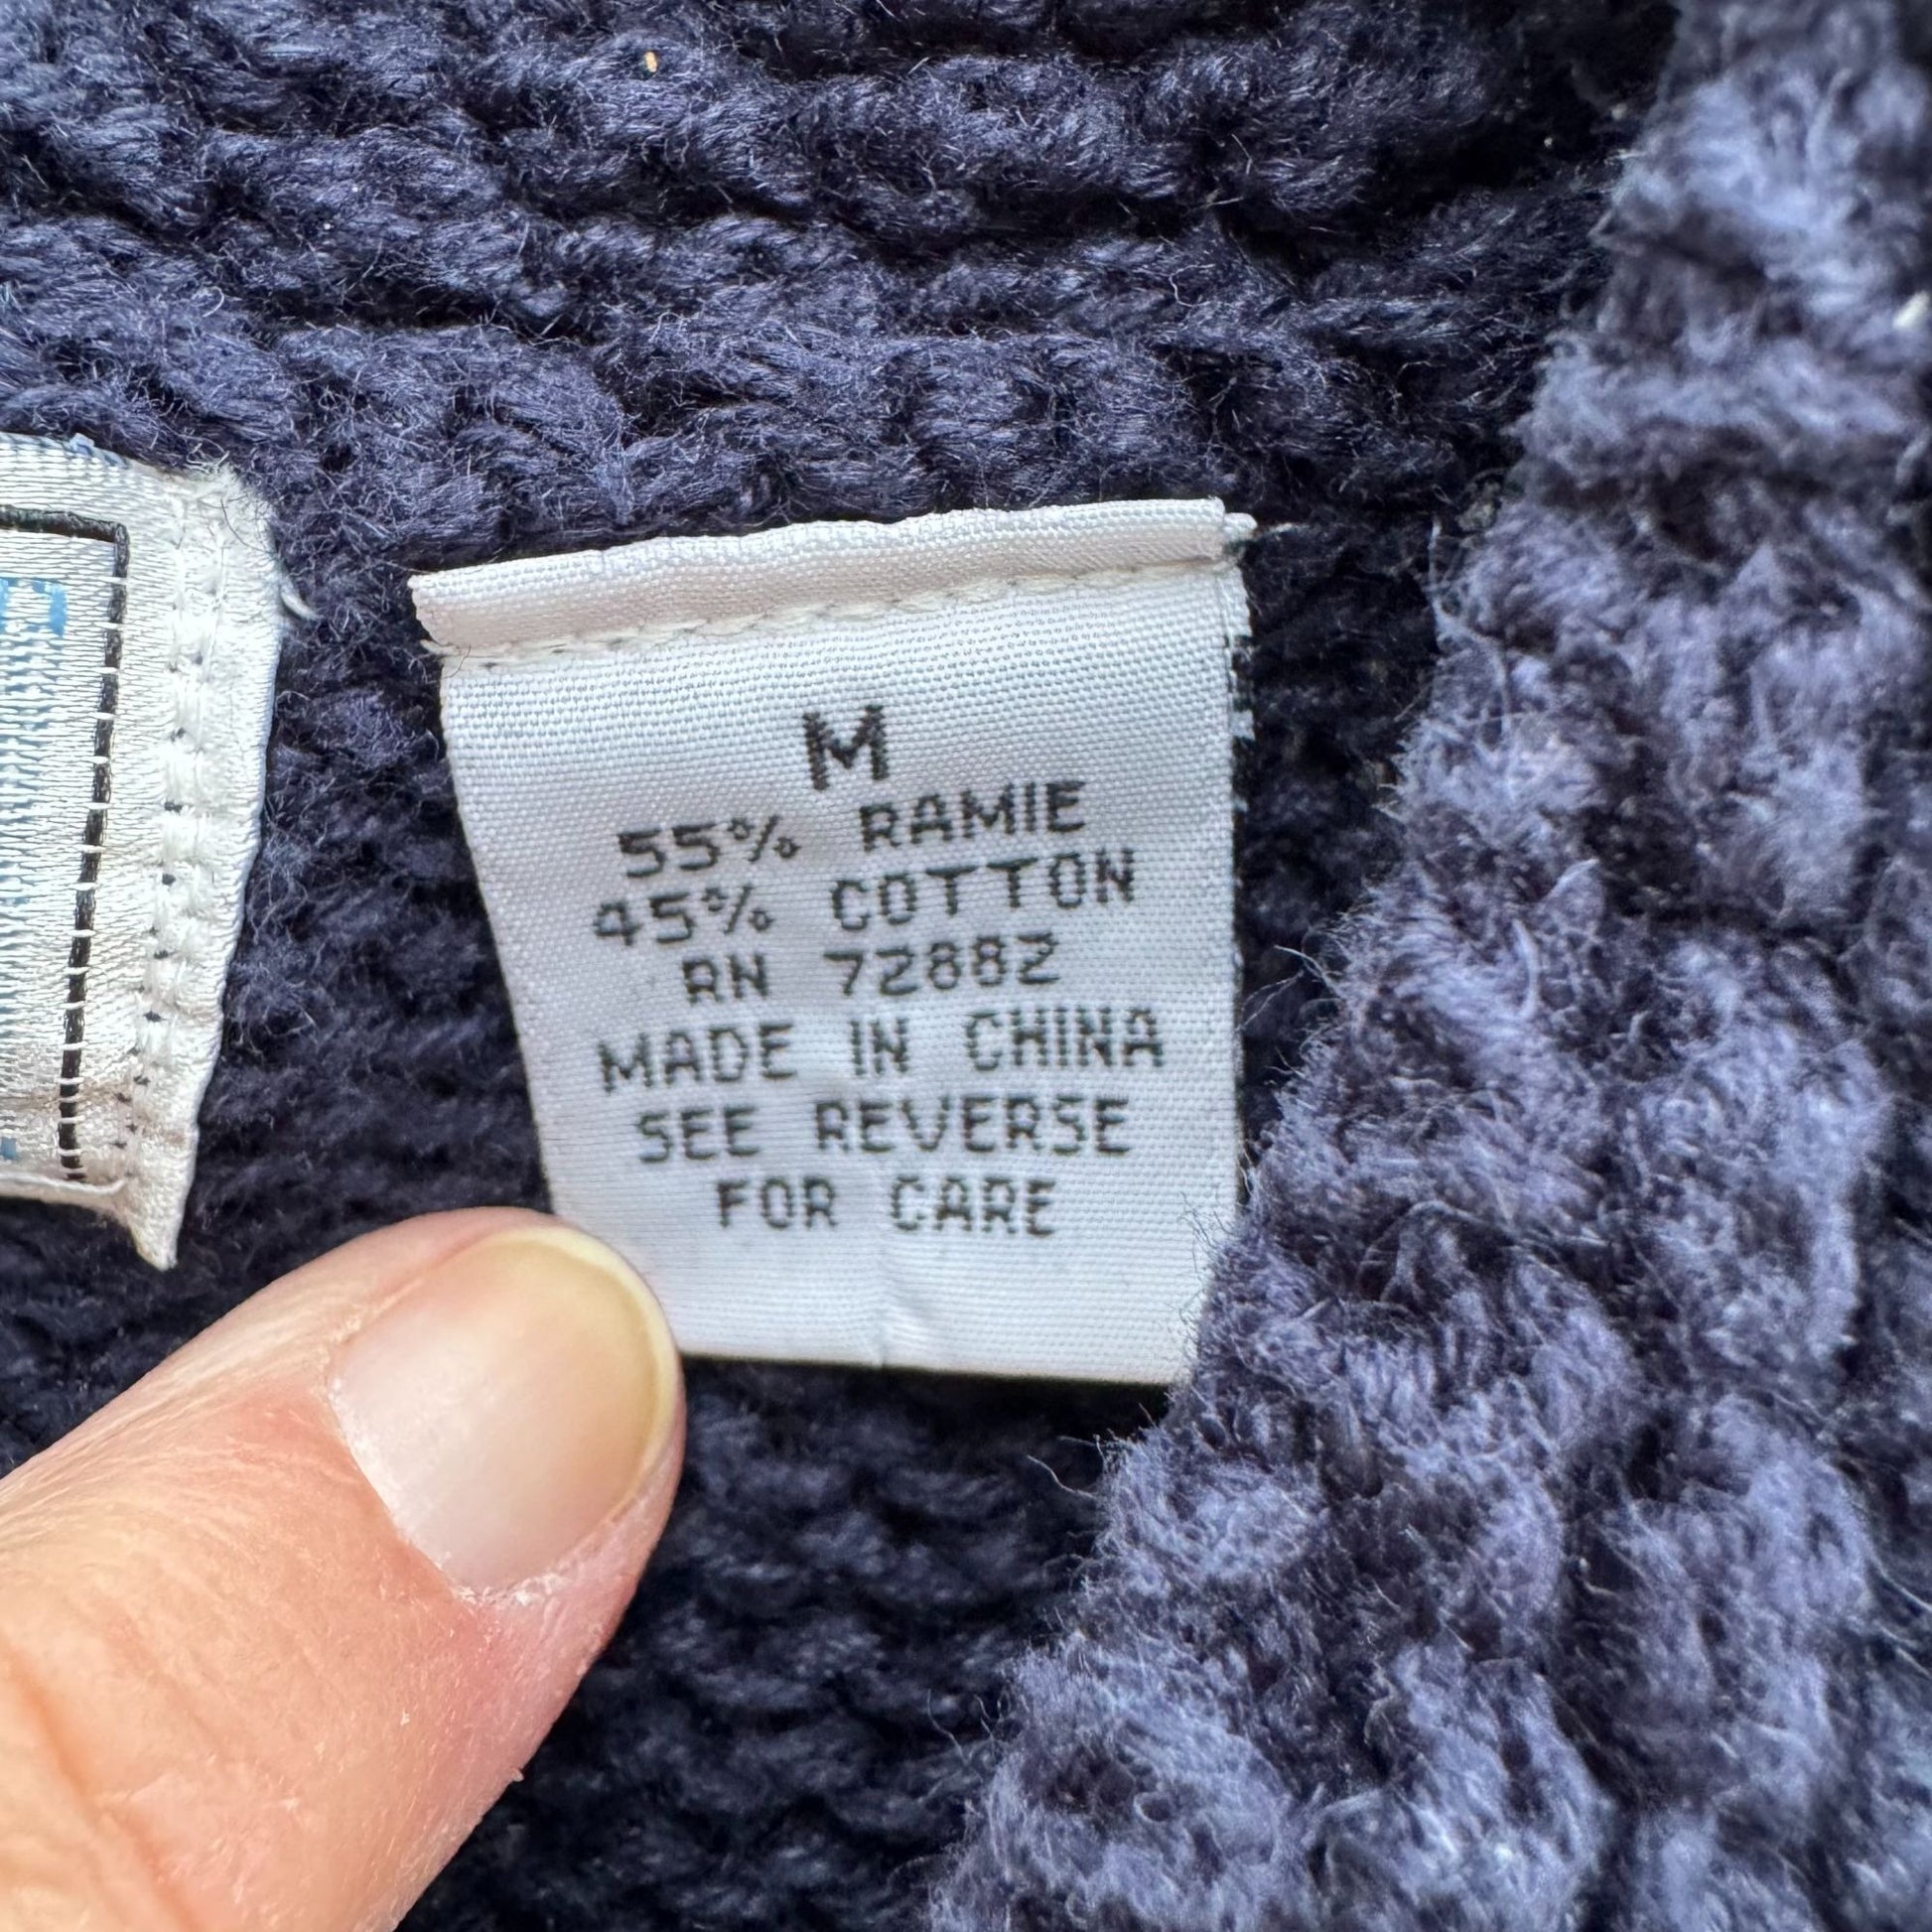 M
55% RAMIE
45% COTTON
RN 72882
MADE IN CHINA
SEE REVERSE
FOR CARE